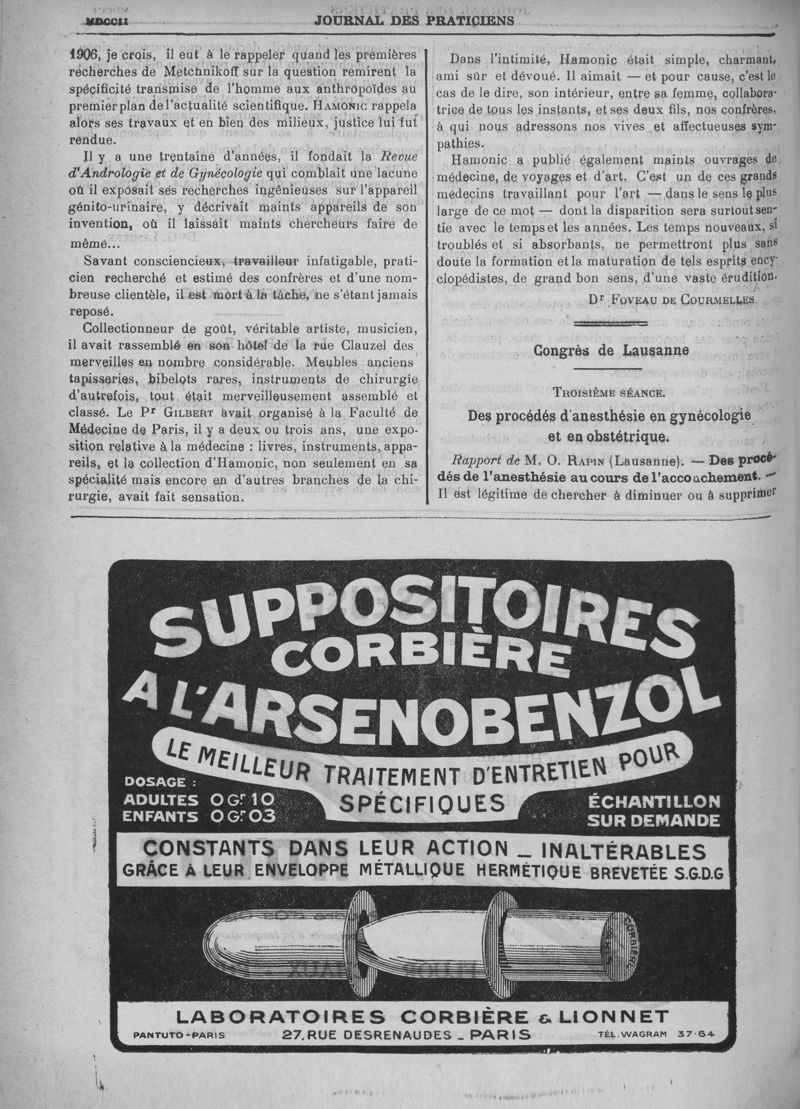 MDCCII
JOURNAL DES PRATICIENS
1906, je crois, il eut à le rappeler quand les premières
recherches de Metchnikoff sur la question remirent la
spécificité transmise de l'homme aux anthropoïdes au
premier plan de l'actualité scientifique. HAMONIC rappela
alors ses travaux et en bien des milieux, justice lui fut
rendue.
Il y a une trentaine d'années, il fondait la Revue
d'Andrologie et de Gynécologie qui comblait une lacune
où il exposait ses recherches ingénieuses sur l'appareil
génito-urinaire, y décrivait maints appareils de son
invention, où il laissait maints chercheurs faire de
même...
Savant consciencieux, travailleur infatigable, prati-
cien recherché et estimé des confrères et d'une nom-
breuse clientèle, il est mort à la tâche, ne s'étant jamais
reposé.
Collectionneur de goût, véritable artiste, musicien,
il avait rassemblé en son hôtel de la rue Clauzel des
merveilles en nombre considérable. Meubles anciens
tapisseries, bibelots rares, instruments de chirurgie
d'autrefois, tout était merveilleusement assemblé et
classé. Le Pr GILBERT avait organisé à la Faculté de
Médecine de Paris, il y a deux ou trois ans, une expo-
sition relative à la médecine : livres, instruments, appa-
reils, et la collection d'Hamonic, non seulement en sa
spécialité mais encore en d'autres branches de la chi-
rurgie, avait fait sensation.
Dans l'intimité, Hamonic était simple, charmant,
ami sûr et dévoué. Il aimait — et pour cause, c'est le
cas de le dire, son intérieur, entre sa femme, collabora-
trice de tous les instants, et ses deux fils, nos confrères,
à qui nous adressons nos vives et affectueuses sym-
pathies.
Hamonic a publié également maints ouvrages de
médecine, de voyages et d'art. C'est un de ces grands
médecins travaillant pour l'art — dans le sens le plus
large de ce mot — dont la disparition sera surtout sen-
tie avec le temps et les années. Les temps nouveaux, si
troublés et si absorbants, ne permettront plus sans
doute la formation et la maturation de tels esprits ency-
clopédistes, de grand bon sens, d'une vaste érudition.
Dr FOVEAU DE COURMELLES
Congrès de Lausanne
TROISIÈME SÉANCE.
Des procédés d'anesthésie en gynécologie
et en obstétrique.
Rapport de M. O. RAPIN (Lausanne). — Des procé-
dés de l'anesthésie au cours de l'accouchement. —
Il est légitime de chercher à diminuer ou à supprimer
SUPPOSITOIRES
CORBIÈRE
A L'ARSENOBENZOL
LE MEILLEUR TRAITEMENT D'ENTRETIEN POUR
SPÉCIFIQUES
DOSAGE :
ADULTES 0 Gr 10
ENFANTS 0 Gr 03
ÉCHANTILLON
SUR DEMANDE
CONSTANTS DANS LEUR ACTION _ INALTÉRABLES
GRÂCE À LEUR ENVELOPPE MÉTALLIQUE HERMÉTIQUE BREVETÉE S.G.D.G
CORBIÈRE
LABORATOIRES CORBIÈRE & LIONNET
PANTUTO-PARIS
27, RUE DESRENAUDES _ PARIS
TÉL. WAGRAM 37-64